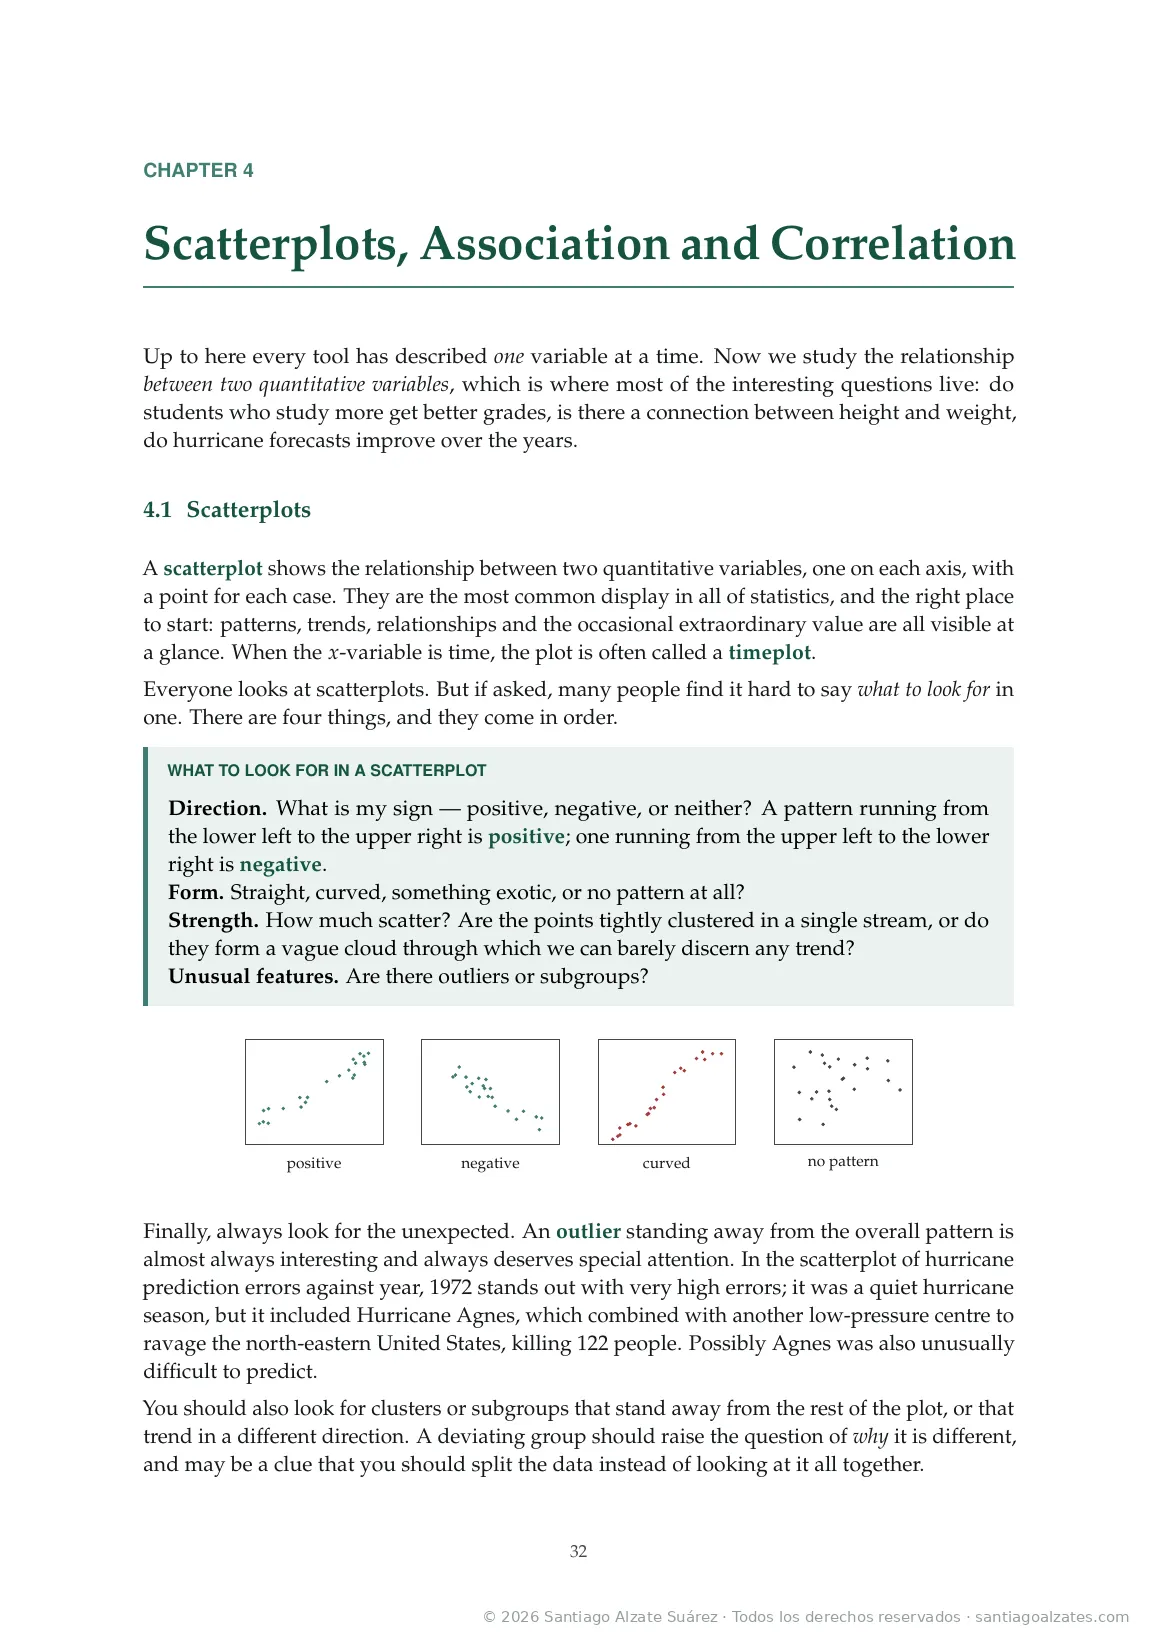 CHAPTER 4
Scatterplots, Association and Correlation
Up to here every tool has described one variable at a time. Now we study the relationship
between two quantitative variables, which is where most of the interesting questions live: do
students who study more get better grades, is there a connection between height and weight,
do hurricane forecasts improve over the years.
4.1 Scatterplots
A scatterplot shows the relationship between two quantitative variables, one on each axis, with
a point for each case. They are the most common display in all of statistics, and the right place
to start: patterns, trends, relationships and the occasional extraordinary value are all visible at
a glance. When the x-variable is time, the plot is often called a timeplot.
Everyone looks at scatterplots. But if asked, many people find it hard to say what to look for in
one. There are four things, and they come in order.
WHAT TO LOOK FOR IN A SCATTERPLOT
Direction. What is my sign — positive, negative, or neither? A pattern running from
the lower left to the upper right is positive; one running from the upper left to the lower
right is negative.
Form. Straight, curved, something exotic, or no pattern at all?
Strength. How much scatter? Are the points tightly clustered in a single stream, or do
they form a vague cloud through which we can barely discern any trend?
Unusual features. Are there outliers or subgroups?
positive
negative
curved
no pattern
Finally, always look for the unexpected. An outlier standing away from the overall pattern is
almost always interesting and always deserves special attention. In the scatterplot of hurricane
prediction errors against year, 1972 stands out with very high errors; it was a quiet hurricane
season, but it included Hurricane Agnes, which combined with another low-pressure centre to
ravage the north-eastern United States, killing 122 people. Possibly Agnes was also unusually
difficult to predict.
You should also look for clusters or subgroups that stand away from the rest of the plot, or that
trend in a different direction. A deviating group should raise the question of why it is different,
and may be a clue that you should split the data instead of looking at it all together.
32
© 2026 Santiago Alzate Suárez · Todos los derechos reservados · santiagoalzates.com